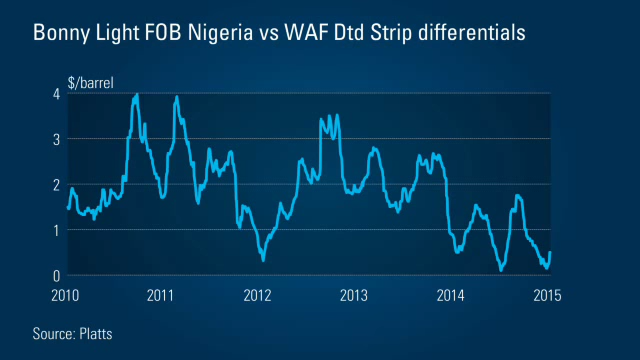 Bonny Light FOB Nigeria vs WAF Dtd Strip differentials
$/barrel
4
3
2
1
0
2010 2011 2012 2013 2014 2015
Source: Platts